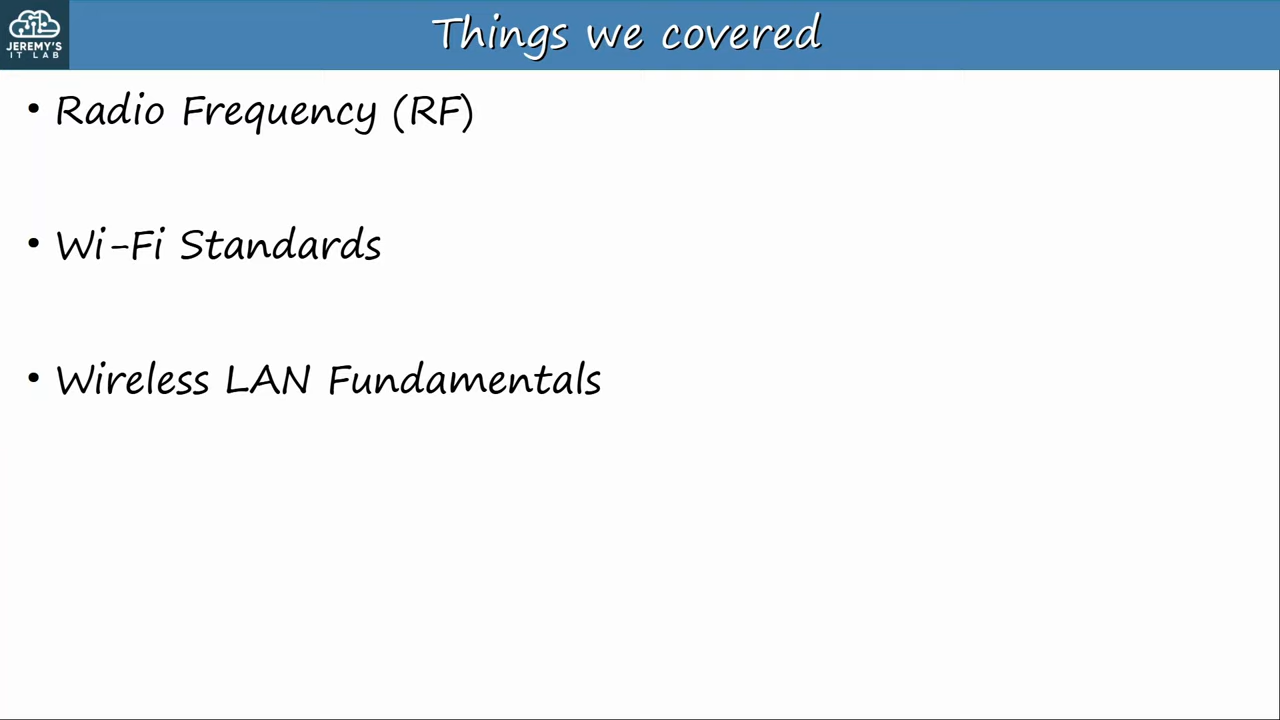 JEREMY'S
IT LAB
Things we covered
• Radio Frequency (RF)
• Wi-Fi Standards
• Wireless LAN Fundamentals